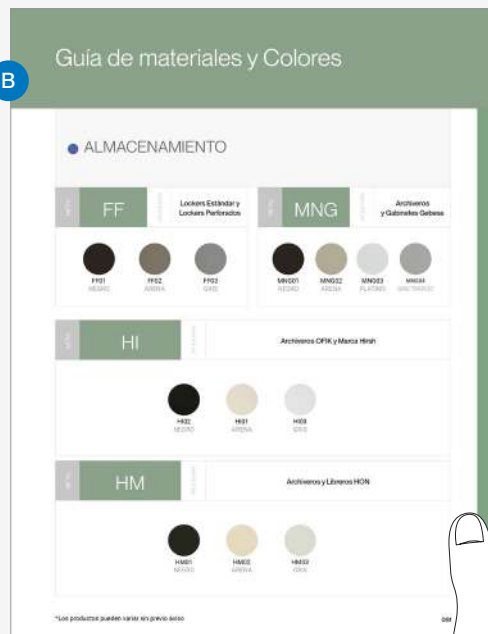 Guía de materiales y Colores
B
ALMACENAMIENTO
FF
Lockers Estándar y
Lockers Perforados
MNG
Archiveros
y Gabinetes Gebesa
FF01
NEGRO
FF02
ARENA
FF03
GRIS
MNG01
NEGRO
MNG02
ARENA
MNG03
PLATINO
HI
Archiveros OFIK y Marca Hirsh
HI02
NEGRO
HI01
ARENA
HI03
GRIS
HM
Archiveros y Libreros HON
HM01
NEGRO
HM02
ARENA
HM03
GRIS
*Los productos pueden variar sin previo aviso